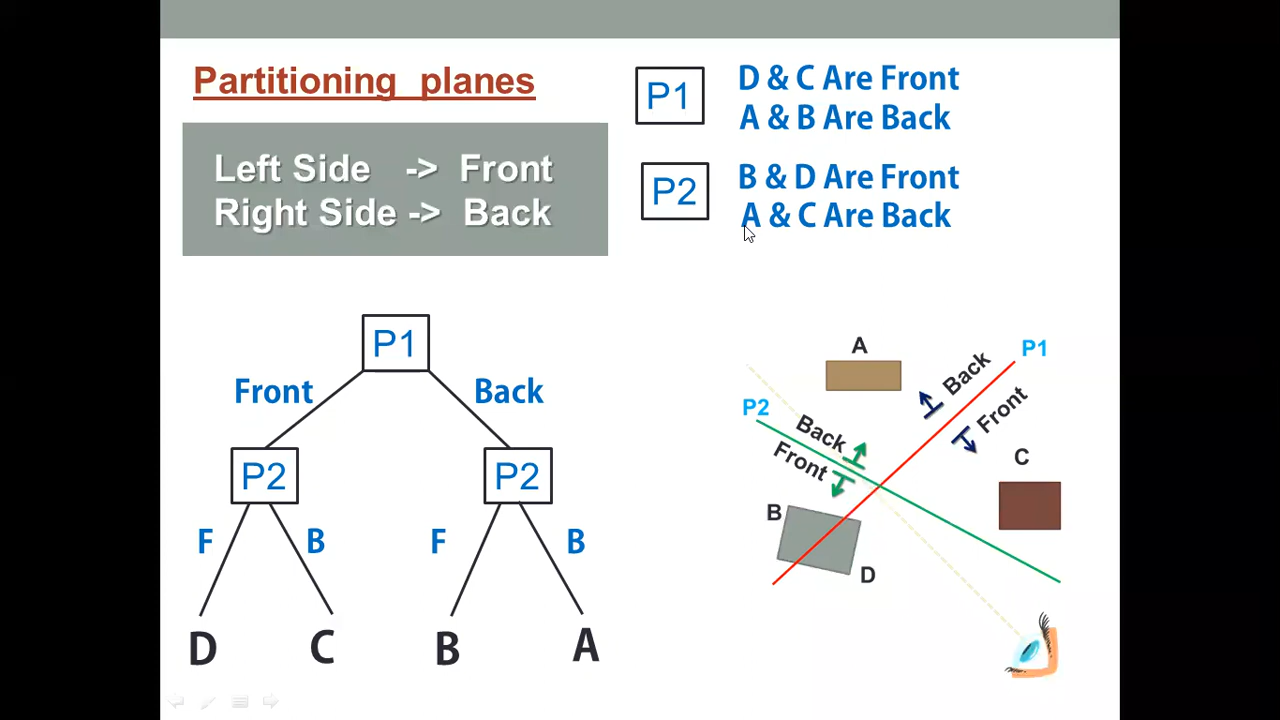 Partitioning planes
Left Side -> Front
Right Side -> Back
P1
D & C Are Front
A & B Are Back
P2
B & D Are Front
A & C Are Back
P1
Front
Back
P2
P2
F
B
F
B
D
C
B
A
A
P1
Back
Front
P2
Back
Front
C
B
D